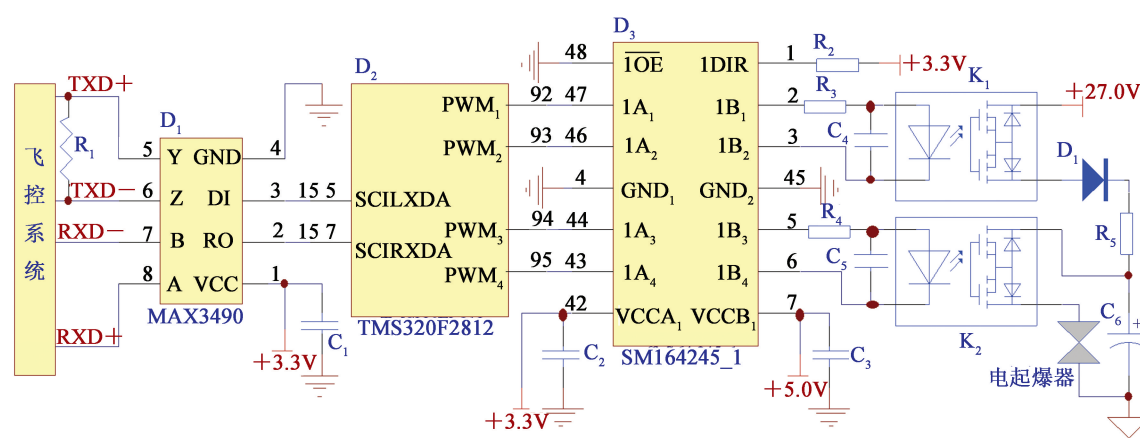 飞控系统
TXD+
R1
TXD−
RXD−
RXD+
D1
5 Y GND 4
6 Z DI 3
7 B RO 2
8 A VCC 1
MAX3490
+3.3V
C1
D2
155 SCILXDA
157 SCIRXDA
PWM1 92
PWM2 93
PWM3 94
PWM4 95
TMS320F2812
D3
48 1OE 1DIR 1
47 1A1 1B1 2
46 1A2 1B2 3
4 GND1 GND2 45
44 1A3 1B3 5
43 1A4 1B4 6
42 VCCA1 VCCB1 7
SM164245_1
C2
+3.3V
C3
+5.0V
R2
+3.3V
R3
C4
K1
+27.0V
D1
R4
C5
K2
R5
C6
+
电起爆器